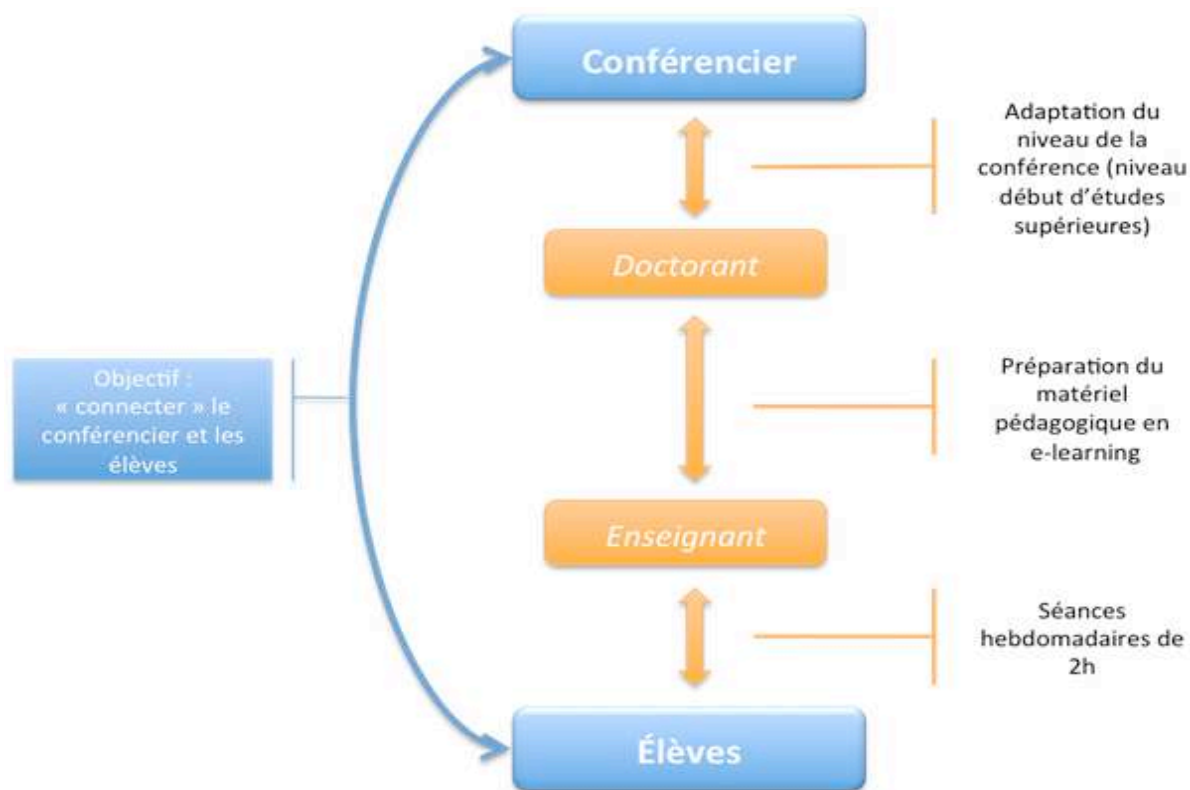 Conférencier
Adaptation du
niveau de la
conférence (niveau
début d'études
supérieures)
Doctorant
Objectif :
« connecter » le
conférencier et les
élèves
Préparation du
matériel
pédagogique en
e-learning
Enseignant
Séances
hebdomadaires de
2h
Élèves